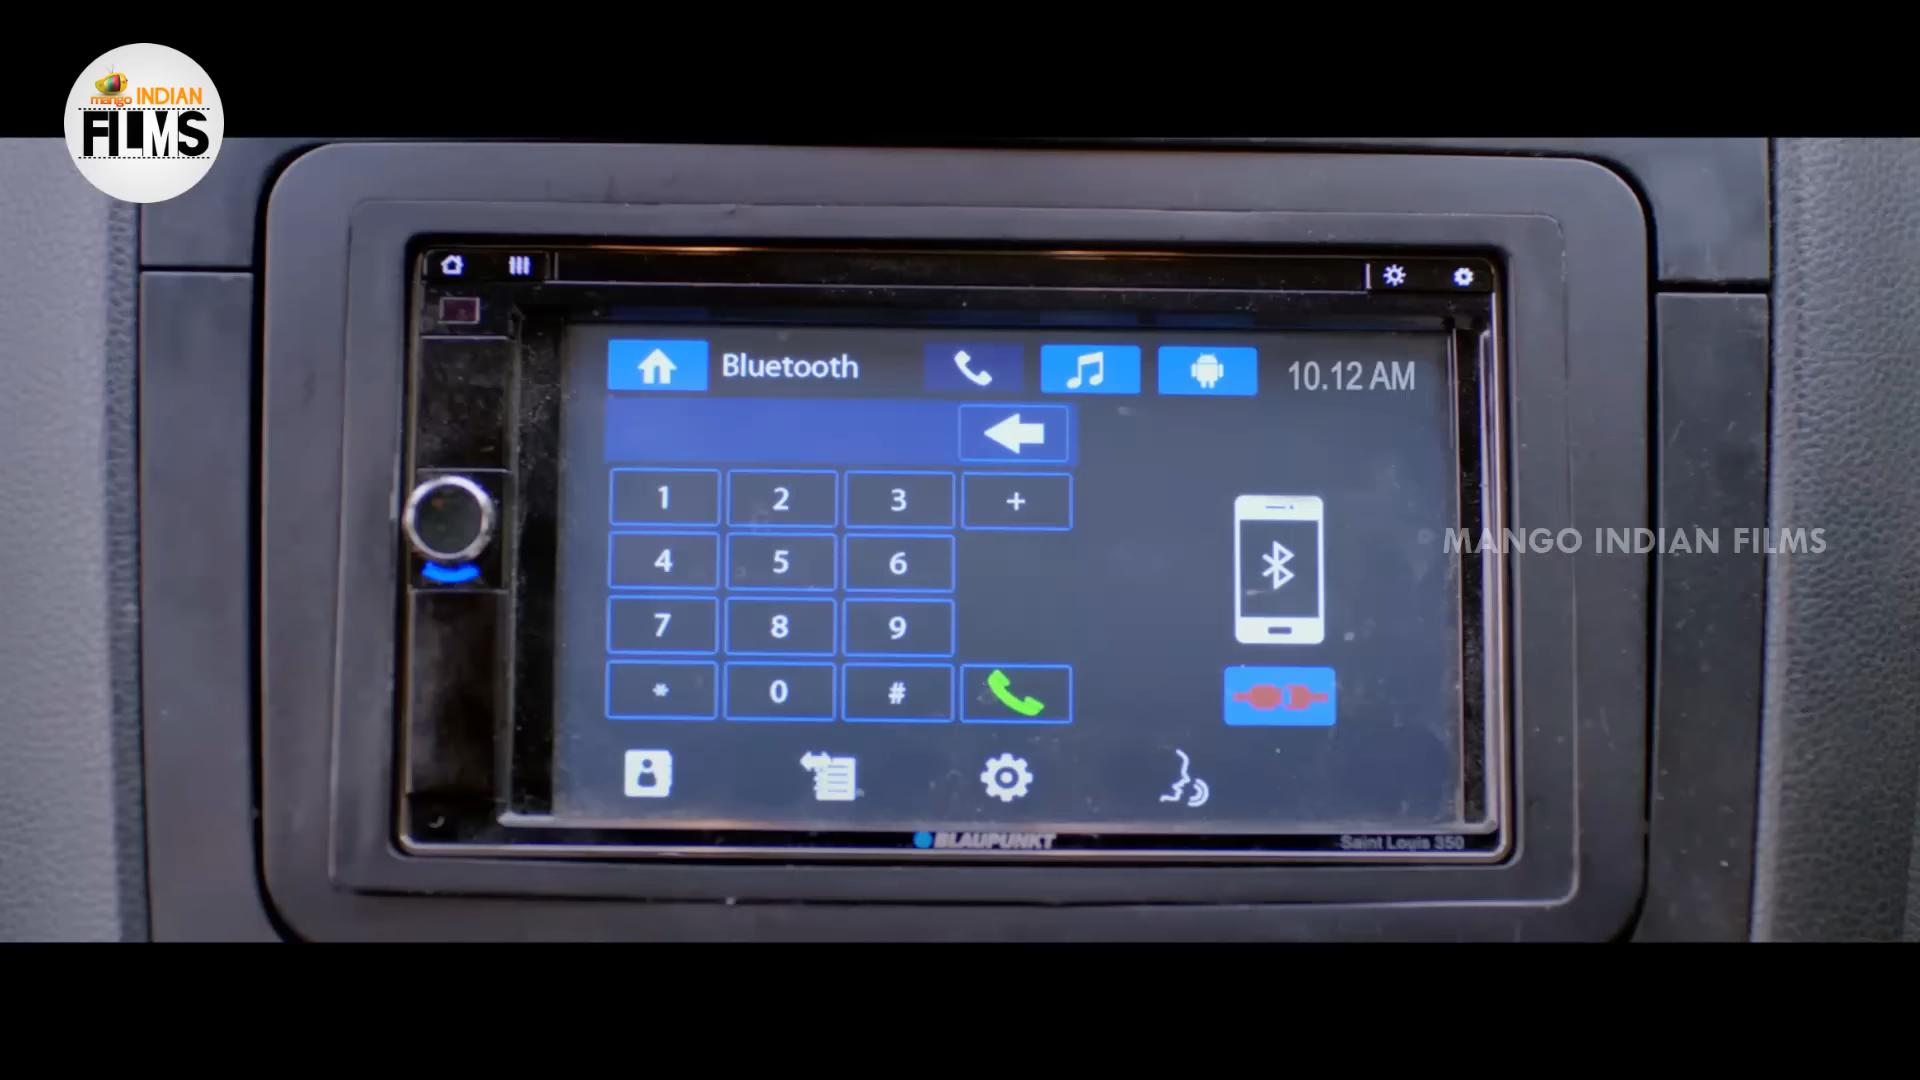 mango INDIAN
FILMS
Bluetooth
10.12 AM
1 2 3 +
4 5 6
7 8 9
* 0 #
MANGO INDIAN FILMS
BLAUPUNKT
Saint Louis 350